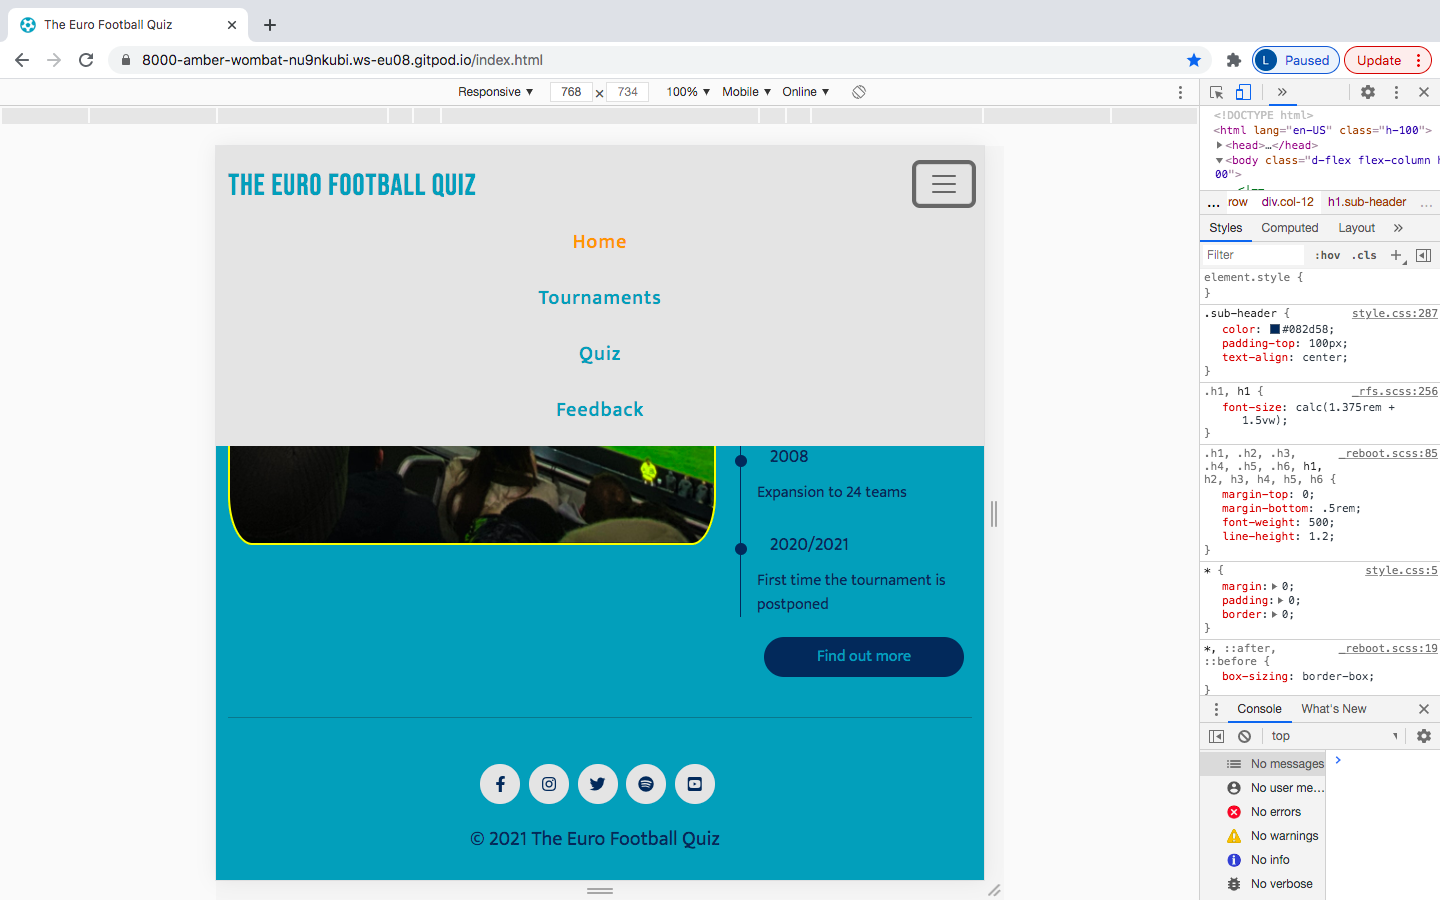 The Euro Football Quiz
8000-amber-wombat-nu9nkubi.ws-eu08.gitpod.io/index.html
L Paused
Update
Responsive ▼ 768 × 734 100% ▼ Mobile ▼ Online ▼
THE EURO FOOTBALL QUIZ
Home
Tournaments
Quiz
Feedback
2008
Expansion to 24 teams
2020/2021
First time the tournament is
postponed
Find out more
© 2021 The Euro Football Quiz
<!DOCTYPE html>
<html lang="en-US" class="h-100">
▶<head>…</head>
▼<body class="d-flex flex-column h
00">
<!--
... row div.col-12 h1.sub-header ...
Styles Computed Layout »
Filter :hov .cls +
element.style {
}
.sub-header { style.css:287
color: #082d58;
padding-top: 100px;
text-align: center;
}
.h1, h1 { _rfs.scss:256
font-size: calc(1.375rem +
1.5vw);
}
.h1, .h2, .h3, _reboot.scss:85
.h4, .h5, .h6, h1,
h2, h3, h4, h5, h6 {
margin-top: 0;
margin-bottom: .5rem;
font-weight: 500;
line-height: 1.2;
}
* { style.css:5
margin:▶0;
padding:▶0;
border:▶0;
}
*, ::after, _reboot.scss:19
::before {
box-sizing: border-box;
}
Console What's New
top
No messages
No user me...
No errors
No warnings
No info
No verbose